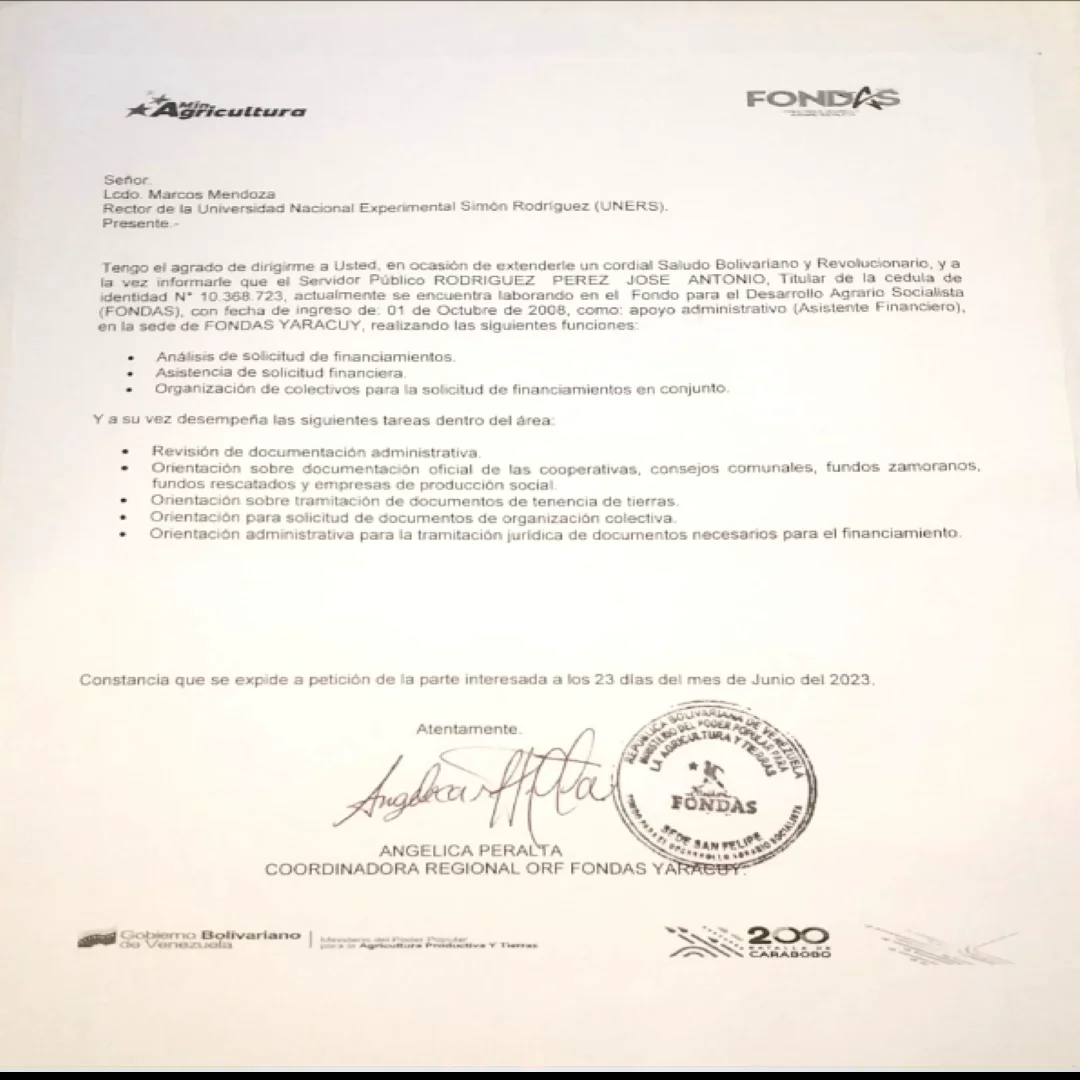 Min.
Agricultura
FONDAS
Señor.
Lcdo. Marcos Mendoza
Rector de la Universidad Nacional Experimental Simón Rodríguez (UNERS).
Presente.-
Tengo el agrado de dirigirme a Usted, en ocasión de extenderle un cordial Saludo Bolivariano y Revolucionario, y a
la vez informarle que el Servidor Público RODRIGUEZ PEREZ JOSE ANTONIO, Titular de la cedula de
identidad N° 10.368.723, actualmente se encuentra laborando en el Fondo para el Desarrollo Agrario Socialista
(FONDAS), con fecha de ingreso de: 01 de Octubre de 2008, como: apoyo administrativo (Asistente Financiero),
en la sede de FONDAS YARACUY, realizando las siguientes funciones:
• Análisis de solicitud de financiamientos.
• Asistencia de solicitud financiera.
• Organización de colectivos para la solicitud de financiamientos en conjunto.
Y a su vez desempeña las siguientes tareas dentro del área:
• Revisión de documentación administrativa.
• Orientación sobre documentación oficial de las cooperativas, consejos comunales, fundos zamoranos,
fundos rescatados y empresas de producción social.
• Orientación sobre tramitación de documentos de tenencia de tierras.
• Orientación para solicitud de documentos de organización colectiva.
• Orientación administrativa para la tramitación jurídica de documentos necesarios para el financiamiento.
Constancia que se expide a petición de la parte interesada a los 23 días del mes de Junio del 2023.
Atentamente.
Angelica
REPÚBLICA BOLIVARIANA DE VENEZUELA
MINISTERIO DEL PODER POPULAR PARA
LA AGRICULTURA Y TIERRAS
FONDAS
SEDE SAN FELIPE
FONDO PARA EL DESARROLLO AGRARIO SOCIALISTA
ANGELICA PERALTA
COORDINADORA REGIONAL ORF FONDAS YARACUY.
Gobierno Bolivariano
de Venezuela
Ministerio del Poder Popular
para la Agricultura Productiva Y Tierras
200
BATALLA DE
CARABOBO